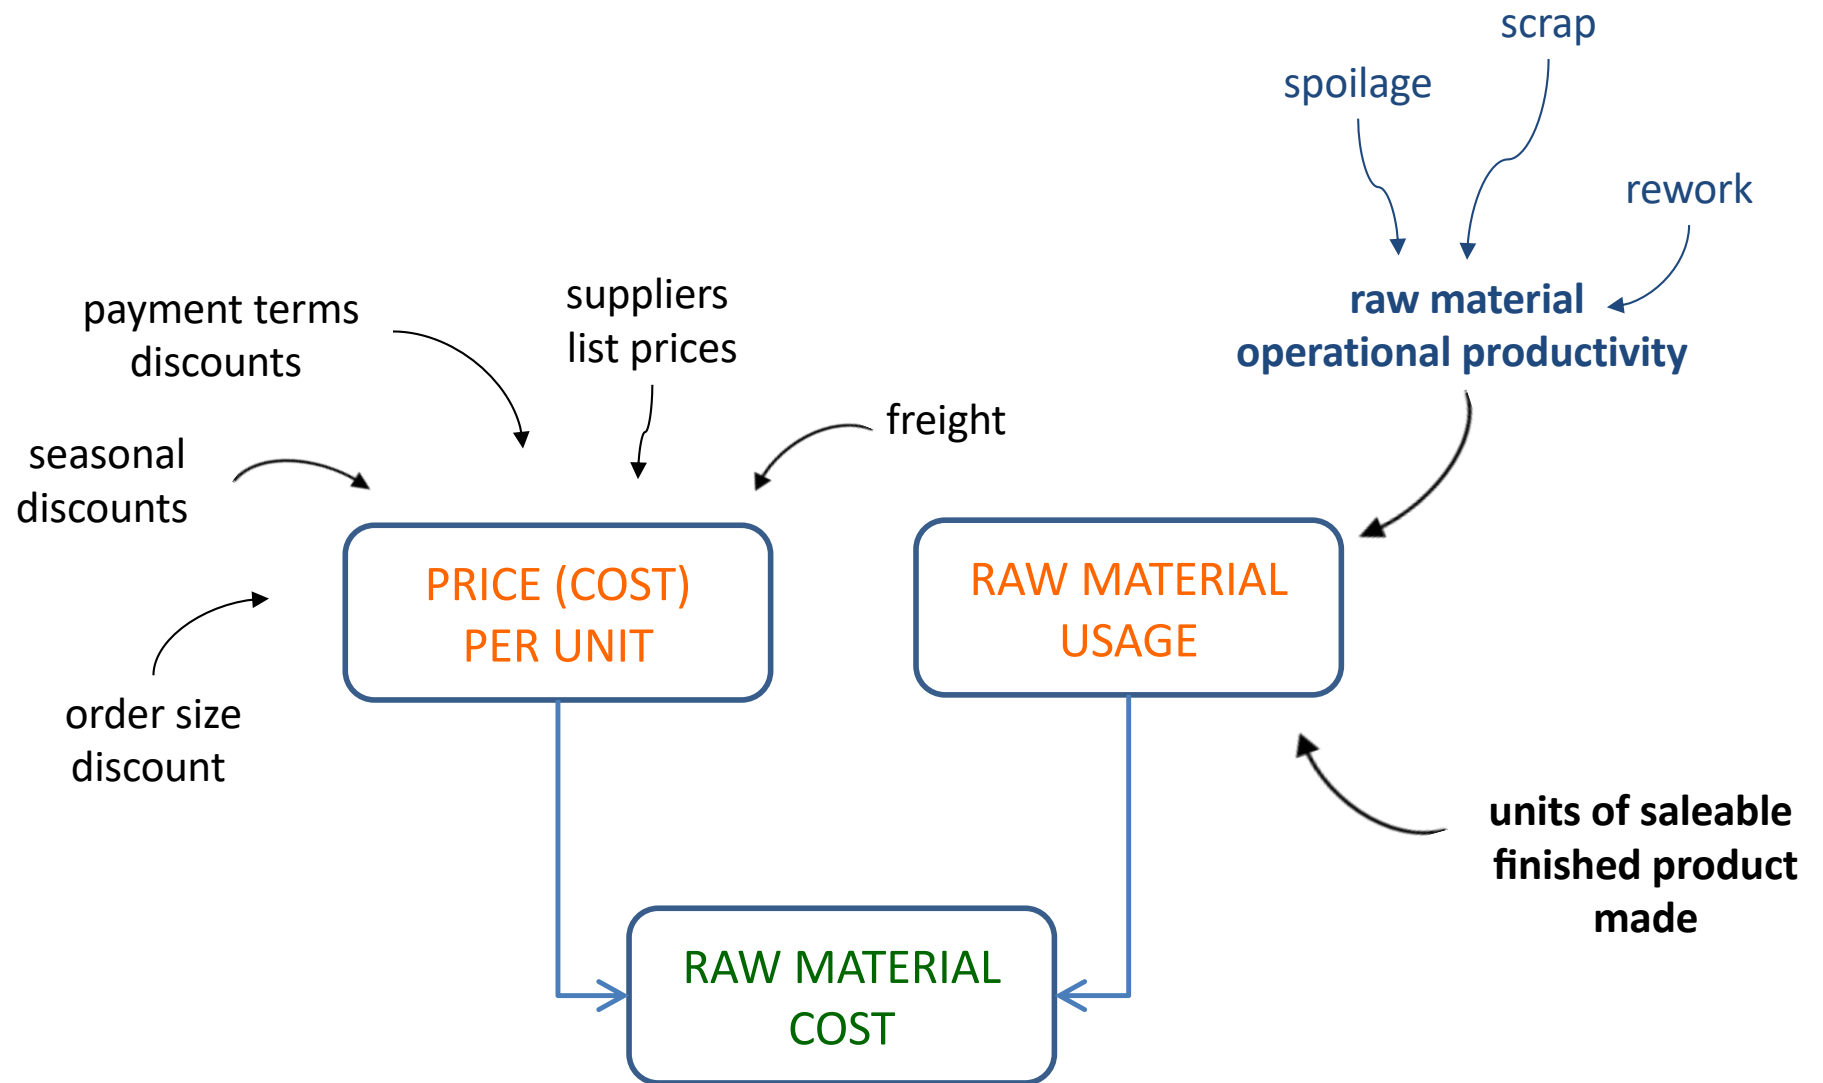 scrap
spoilage
rework
raw material
operational productivity
payment terms
discounts
suppliers
list prices
freight
seasonal
discounts
order size
discount
PRICE (COST)
PER UNIT
RAW MATERIAL
USAGE
units of saleable
finished product
made
RAW MATERIAL
COST